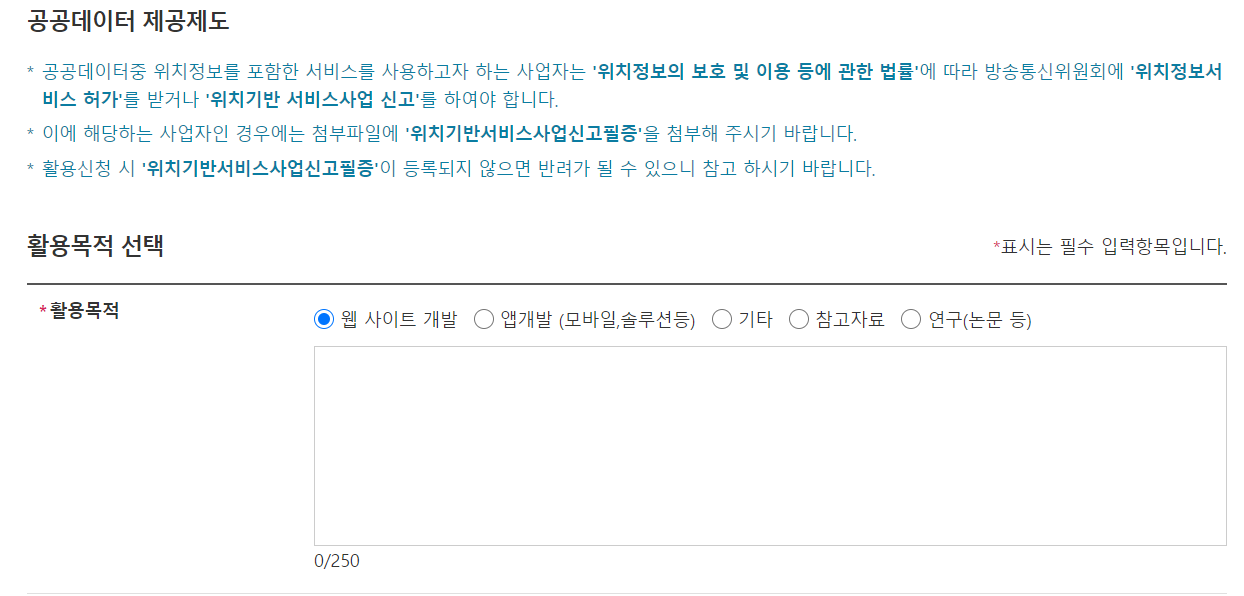 공공데이터 제공제도
* 공공데이터중 위치정보를 포함한 서비스를 사용하고자 하는 사업자는 '위치정보의 보호 및 이용 등에 관한 법률'에 따라 방송통신위원회에 '위치정보서
비스 허가'를 받거나 '위치기반 서비스사업 신고'를 하여야 합니다.
* 이에 해당하는 사업자인 경우에는 첨부파일에 '위치기반서비스사업신고필증'을 첨부해 주시기 바랍니다.
* 활용신청 시 '위치기반서비스사업신고필증'이 등록되지 않으면 반려가 될 수 있으니 참고 하시기 바랍니다.
활용목적 선택
*표시는 필수 입력항목입니다.
*활용목적
웹 사이트 개발 앱개발 (모바일,솔루션등) 기타 참고자료 연구(논문 등)
0/250